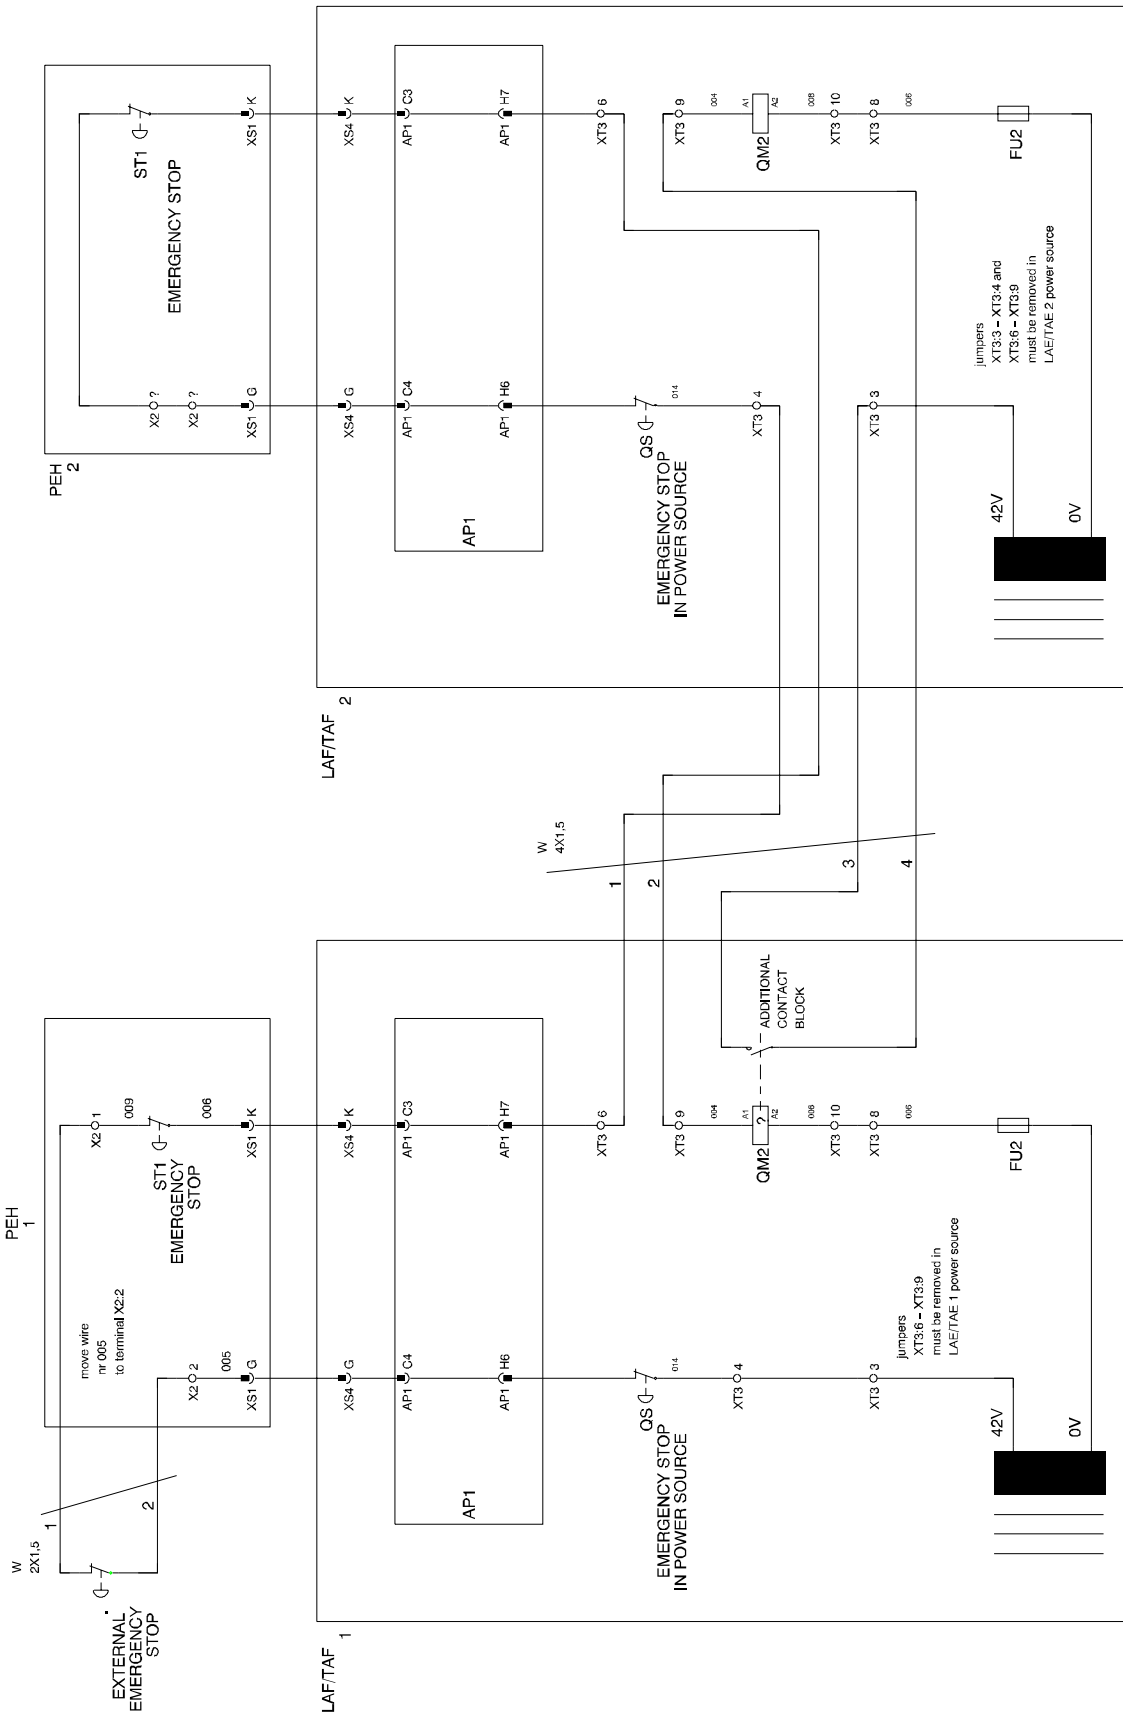 PEH
1
W
2X1,5
1
2
EXTERNAL
EMERGENCY
STOP
move wire
nr 005
to terminal X2:2
X2 1
009
ST1
EMERGENCY
STOP
006
X2 2
005
XS1 G
XS1 K
LAF/TAF
1
XS4 G
XS4 K
AP1 C4
AP1 C3
AP1
AP1 H6
AP1 H7
XT3 6
QS
014
EMERGENCY STOP
IN POWER SOURCE
XT3 9
004
XT3 4
A1
A2
?
QM2
ADDITIONAL
CONTACT
BLOCK
008
XT3 10
XT3 3
XT3 8
006
jumpers
XT3:6 – XT3:9
must be removed in
LAE/TAE 1 power source
42V
FU2
0V
W
4X1,5
1
2
3
4
PEH
2
ST1
EMERGENCY STOP
X2 ?
X2 ?
XS1 G
XS1 K
LAF/TAF
2
XS4 G
XS4 K
AP1 C4
AP1 C3
AP1
AP1 H6
AP1 H7
XT3 6
QS
014
EMERGENCY STOP
IN POWER SOURCE
XT3 9
004
XT3 4
A1
A2
QM2
008
XT3 10
XT3 3
XT3 8
006
jumpers
XT3:3 – XT3:4 and
XT3:6 – XT3:9
must be removed in
LAE/TAE 2 power source
42V
FU2
0V